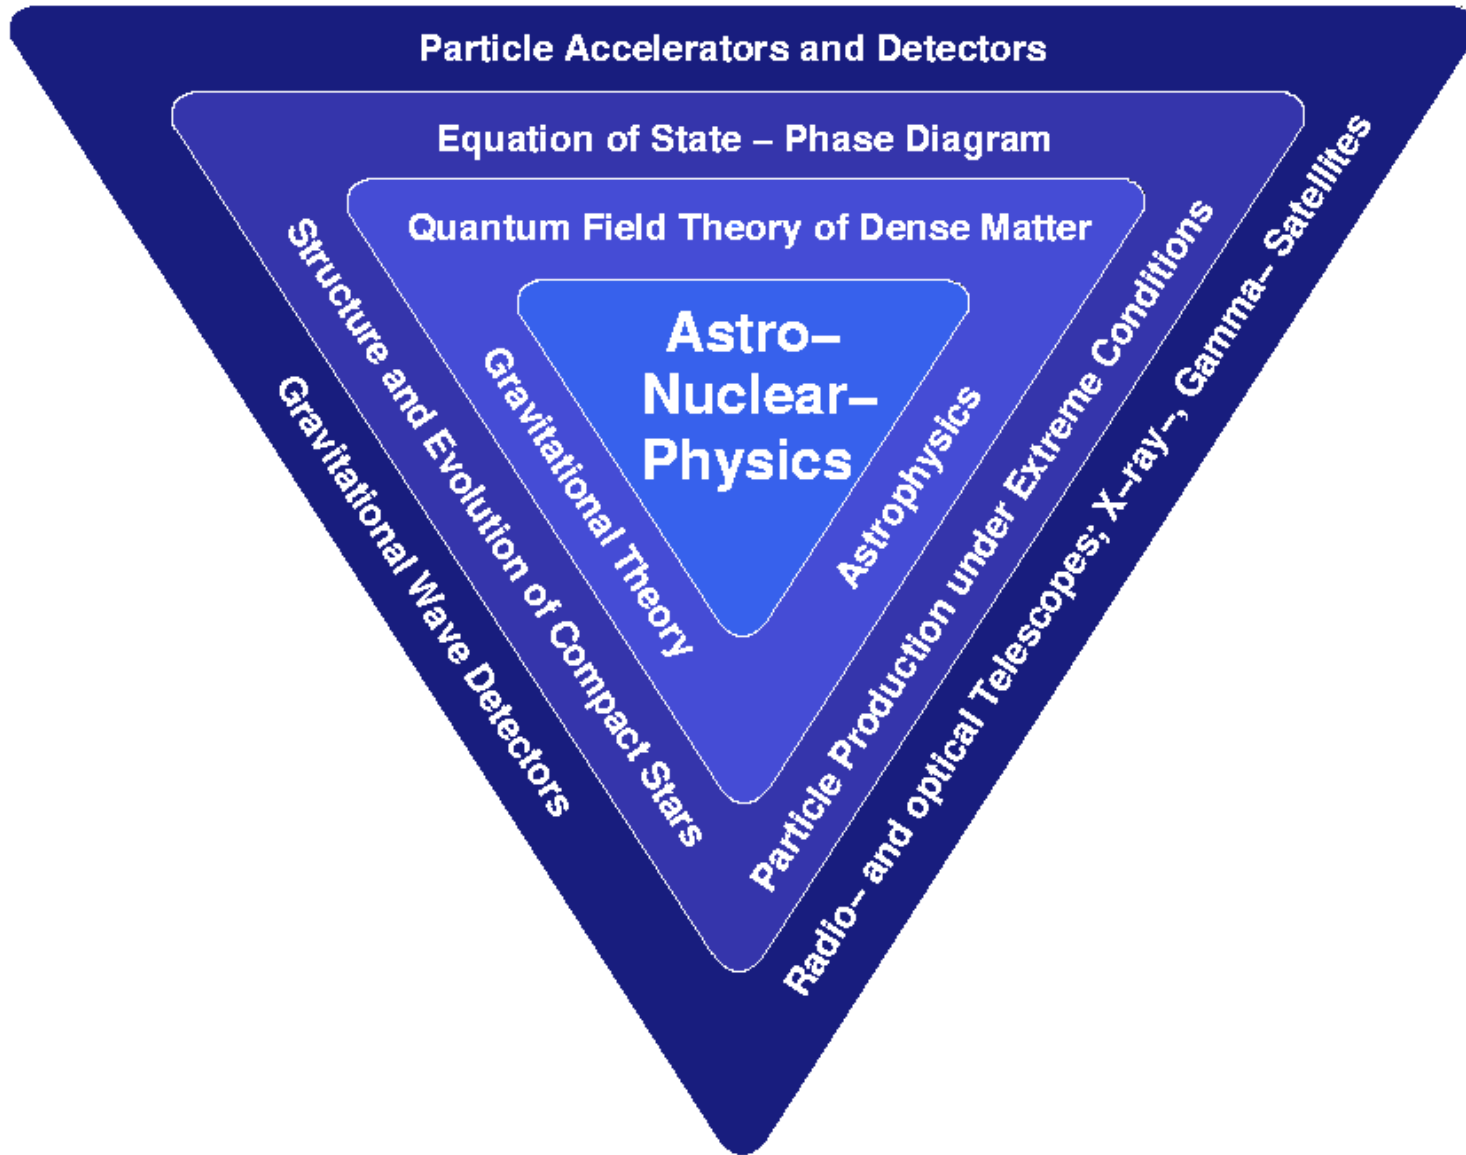 Particle Accelerators and Detectors
Equation of State – Phase Diagram
Quantum Field Theory of Dense Matter
Astro–
Nuclear–
Physics
Gravitational Theory
Astrophysics
Structure and Evolution of Compact Stars
Particle Production under Extreme Conditions
Gravitational Wave Detectors
Radio– and optical Telescopes; X–ray–, Gamma– Satellites